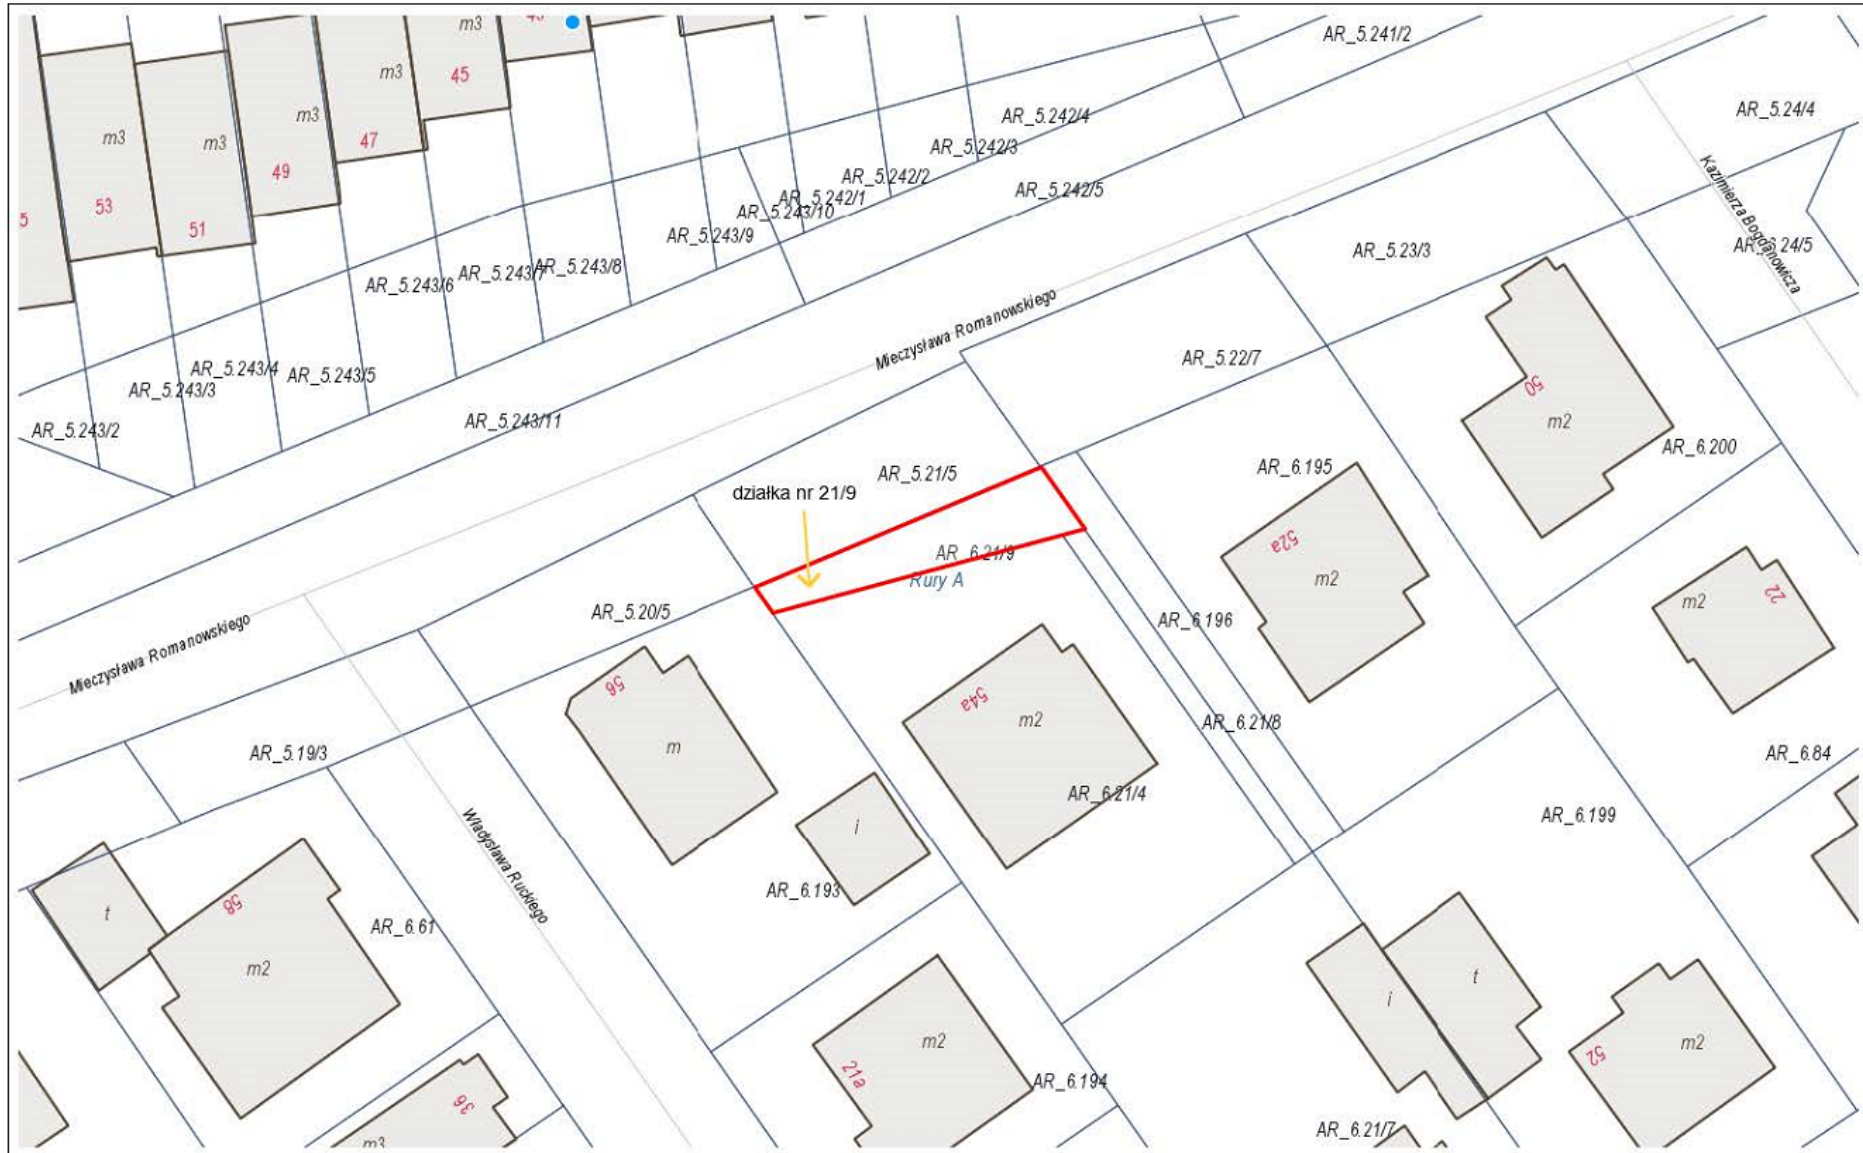 m3
45
AR_5.241/2
m3
45
AR_5.24/4
m3
m3
m3
47
49
AR_5.242/4
AR_5.242/3
AR_5.242/2
AR_5.242/1
AR_5.242/5
AR_5.243/10
AR_5.243/9
Kazimierza Bogdanowicza
5
53
51
AR_5.23/3
AR_6.24/5
AR_5.243/8
AR_5.243/7
AR_5.243/6
Mieczysława Romanowskiego
AR_5.22/7
AR_5.243/4
AR_5.243/5
AR_5.243/3
50
m2
AR_5.243/11
AR_5.243/2
AR_6.200
AR_6.195
AR_5.21/5
działka nr 21/9
52a
AR_6.21/9
Rury A
m2
m2
22
AR_5.20/5
AR_6.196
Mieczysława Romanowskiego
56
54a
m2
AR_6.21/8
m
AR_5.19/3
AR_6.84
AR_6.21/4
AR_6.199
i
Władysława Ruckiego
AR_6.193
58
t
AR_6.61
m2
t
i
m2
m2
52
21a
AR_6.194
36
AR_6.21/7
m3